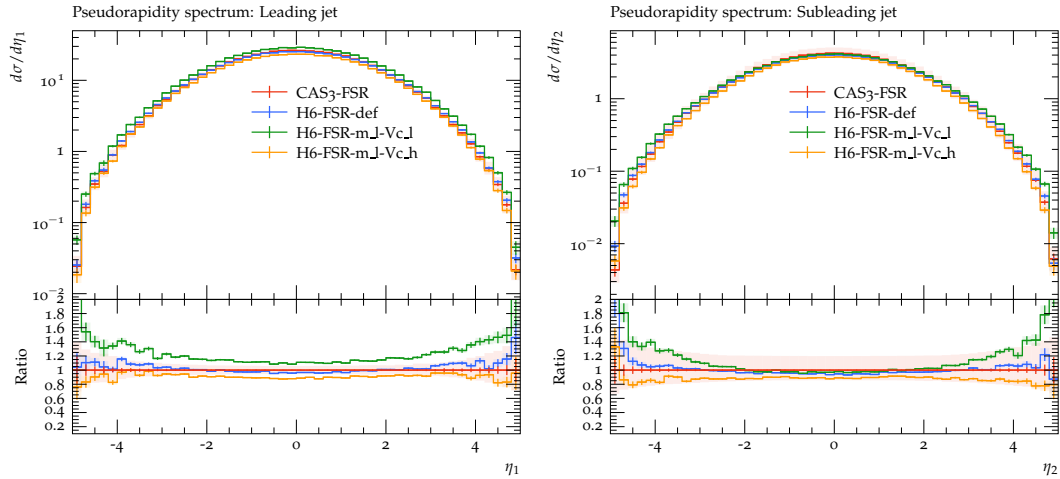 Pseudorapidity spectrum: Leading jet
dσ/dη₁
10¹
1
10⁻¹
10⁻²
CAS3-FSR
H6-FSR-def
H6-FSR-m_l-Vc_l
H6-FSR-m_l-Vc_h
Ratio
2
1.8
1.6
1.4
1.2
1
0.8
0.6
0.4
0.2
-4
-2
0
2
4
η₁
Pseudorapidity spectrum: Subleading jet
dσ/dη₂
1
10⁻¹
10⁻²
CAS3-FSR
H6-FSR-def
H6-FSR-m_l-Vc_l
H6-FSR-m_l-Vc_h
Ratio
2
1.8
1.6
1.4
1.2
1
0.8
0.6
0.4
0.2
-4
-2
0
2
4
η₂